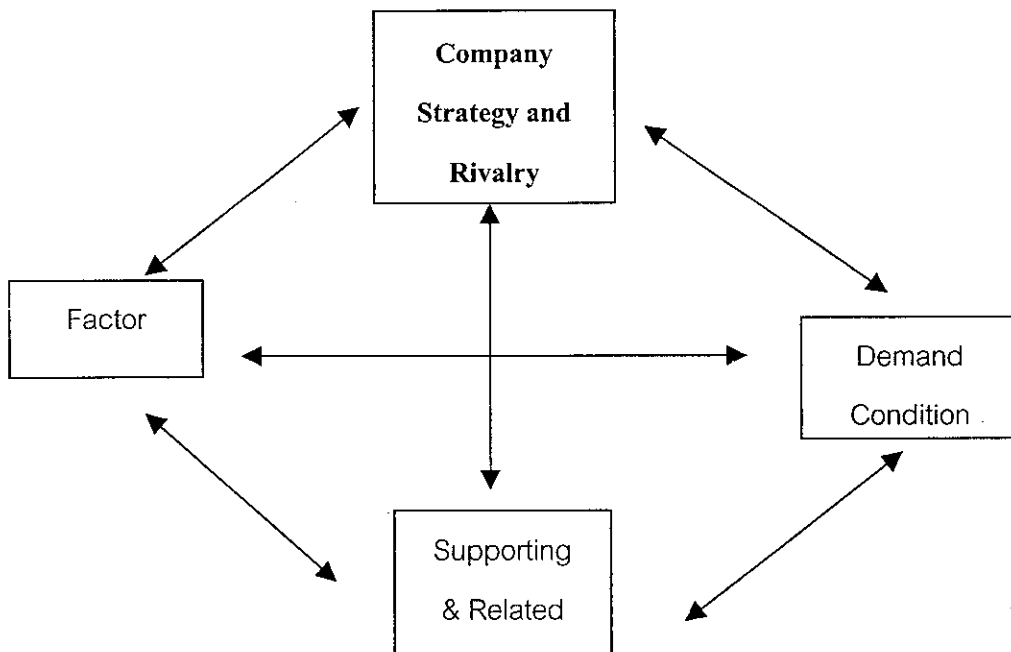 Company
Strategy and
Rivalry
Factor
Demand
Condition
Supporting
& Related